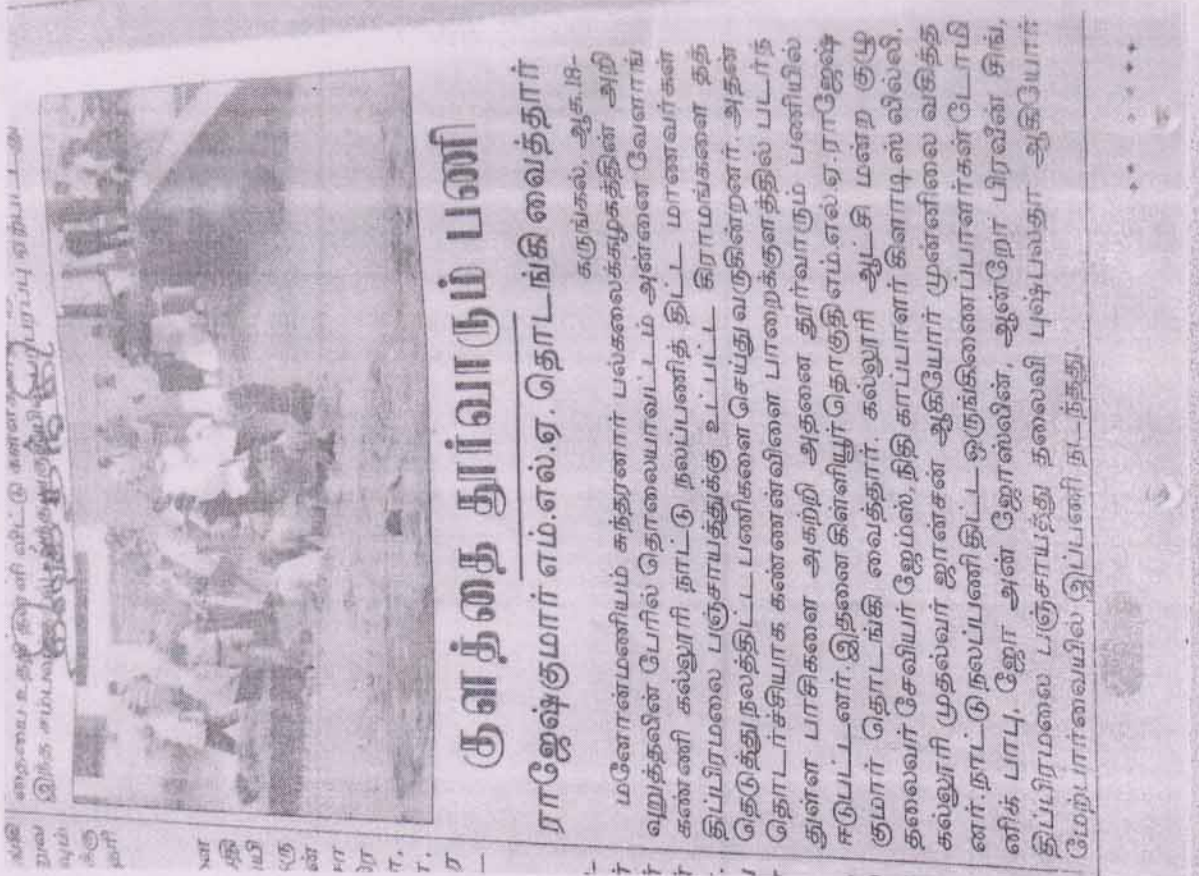 குளத்தை தூர்வாரும் பணி
ராஜேஷ்குமார் எம்.எல்.ஏ. தொடங்கி வைத்தார்
கருங்கல், ஆக.18-
மனோன்மணியம் சுந்தரனார் பல்கலைக்கழகத்தின் அறி
வுறுத்தலின் பேரில் தொலையாவட்டம் அன்னை வேளாங்
கண்ணி கல்லூரி நாட்டு நலப்பணித் திட்ட மாணவர்கள்
திப்பிரமலை பஞ்சாயத்துக்கு உட்பட்ட கிராமங்களை தத்
தெடுத்து நலத்திட்ட பணிகளை செய்து வருகின்றனர். அதன்
தொடர்ச்சியாக கண்ணன்விளை பாறைக்குளத்தில் படர்ந்
துள்ள பாசிகளை அகற்றி அதனை தூர்வாரும் பணியில்
ஈடுபட்டனர். இதனை கிள்ளியூர் தொகுதி எம்.எல்.ஏ. ராஜேஷ்
குமார் தொடங்கி வைத்தார். கல்லூரி ஆட்சி மன்ற குழு
தலைவர் சேவியர் ஜேம்ஸ், நிதி காப்பாளர் கிளாடிஸ் லில்லி,
கல்லூரி முதல்வர் ஜான்சன் ஆகியோர் முன்னிலை வகித்த
னர். நாட்டு நலப்பணி திட்ட ஒருங்கிணைப்பாளர்கள் டோமி
னிக் பாபு, ஜோ அன் ஜோஸ்லின், ஆன்றோ பிரவீன் சிங்,
திப்பிரமலை பஞ்சாயத்து தலைவி புஷ்பலதா ஆகியோர்
மேற்பார்வையில் இப்பணி நடந்தது.